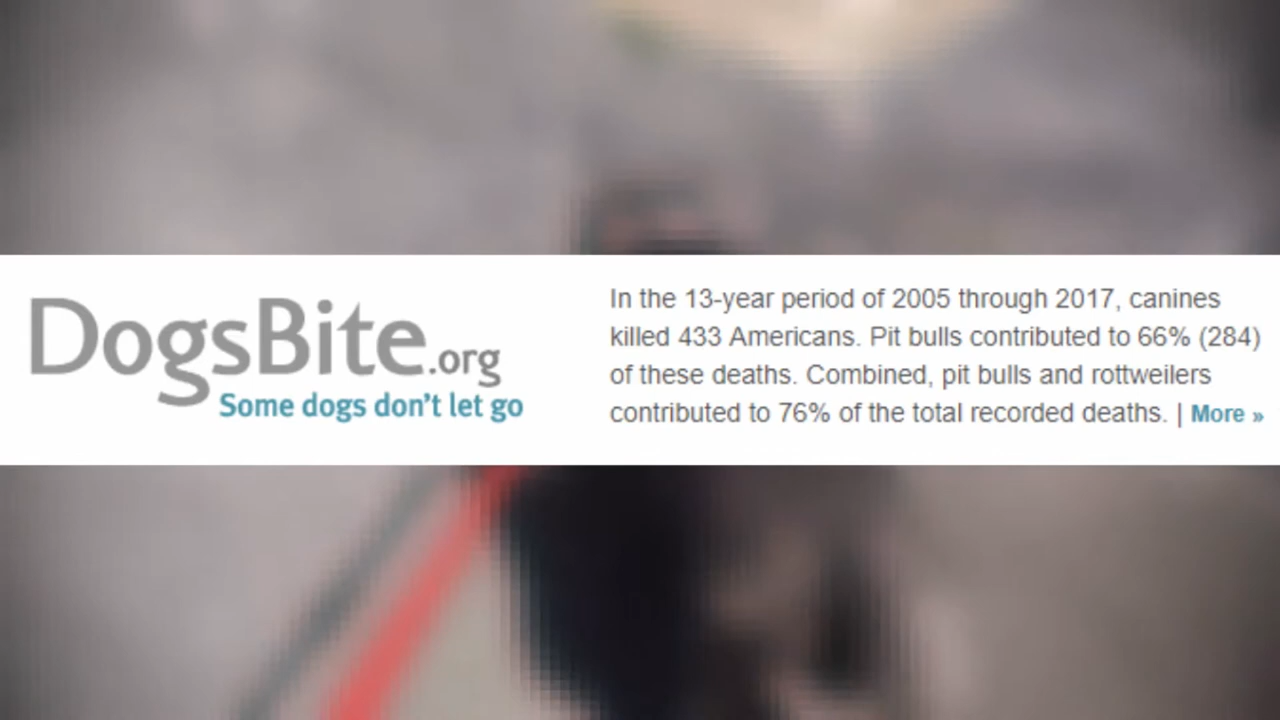 DogsBite.org
Some dogs don't let go
In the 13-year period of 2005 through 2017, canines
killed 433 Americans. Pit bulls contributed to 66% (284)
of these deaths. Combined, pit bulls and rottweilers
contributed to 76% of the total recorded deaths. | More »